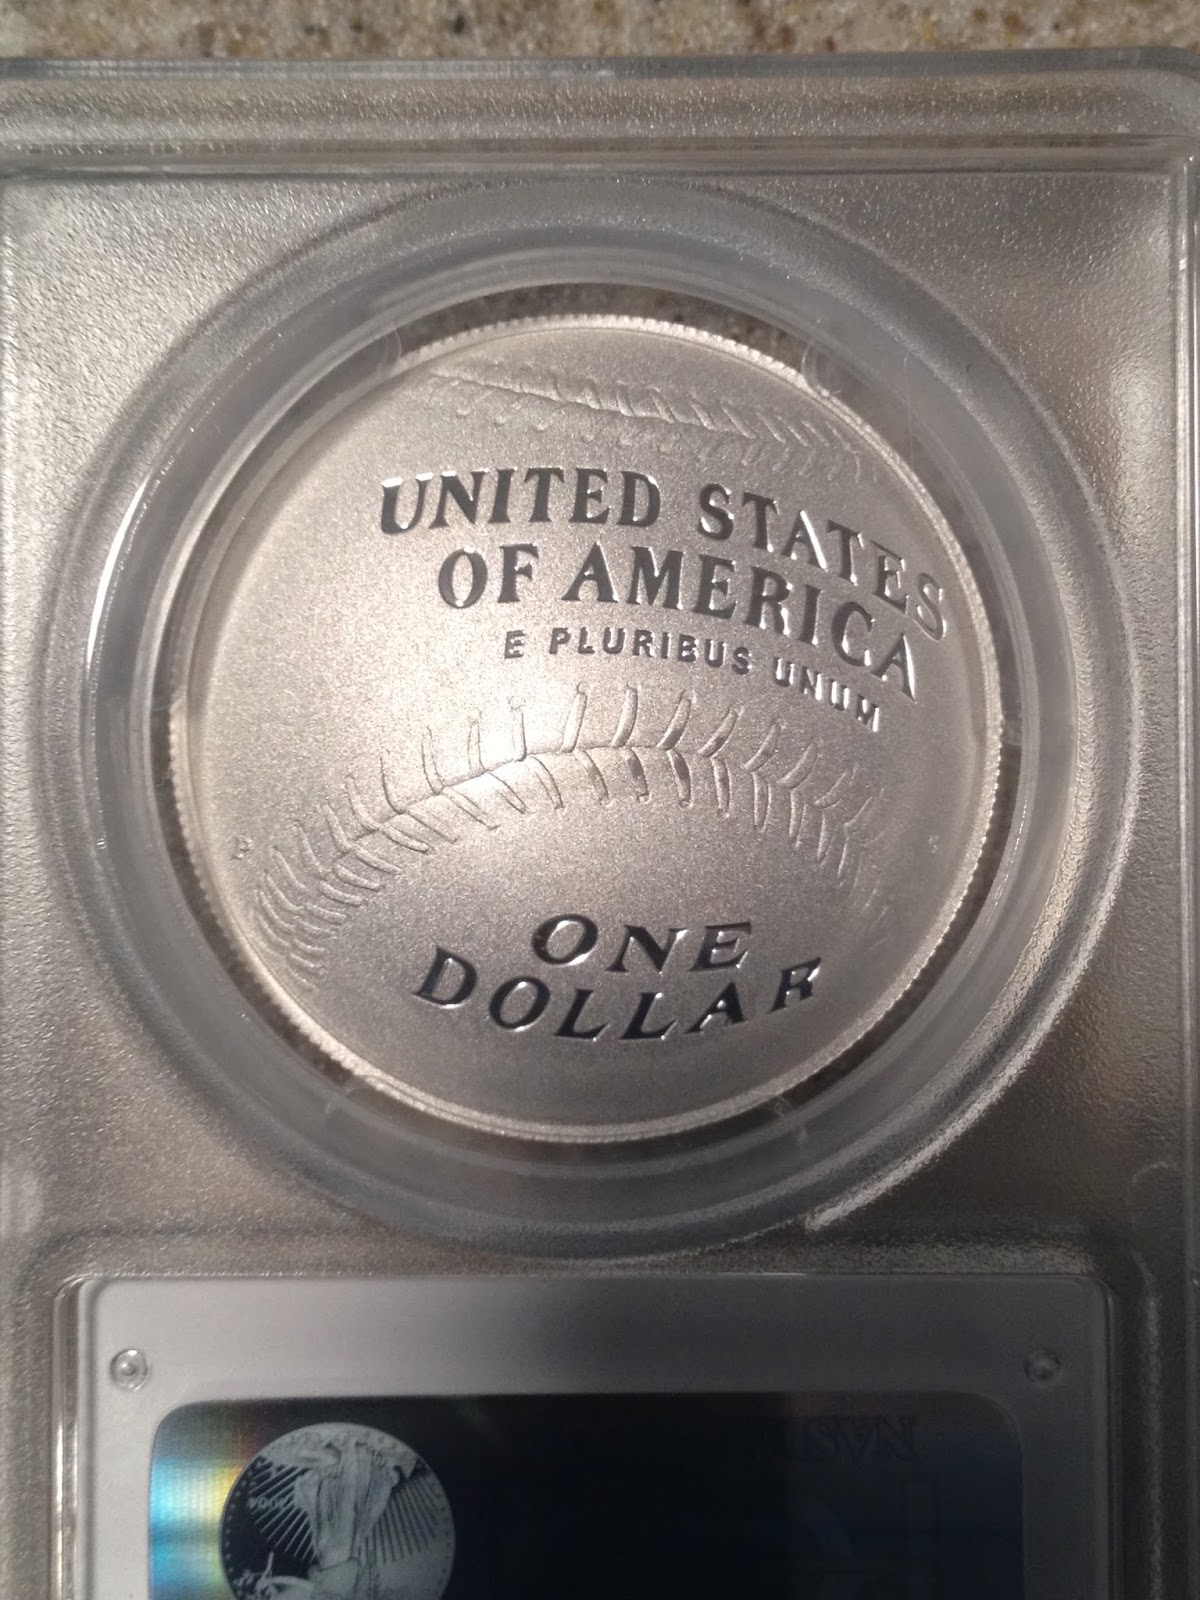 UNITED STATES
OF AMERICA
E PLURIBUS UNUM
P
ONE
DOLLAR